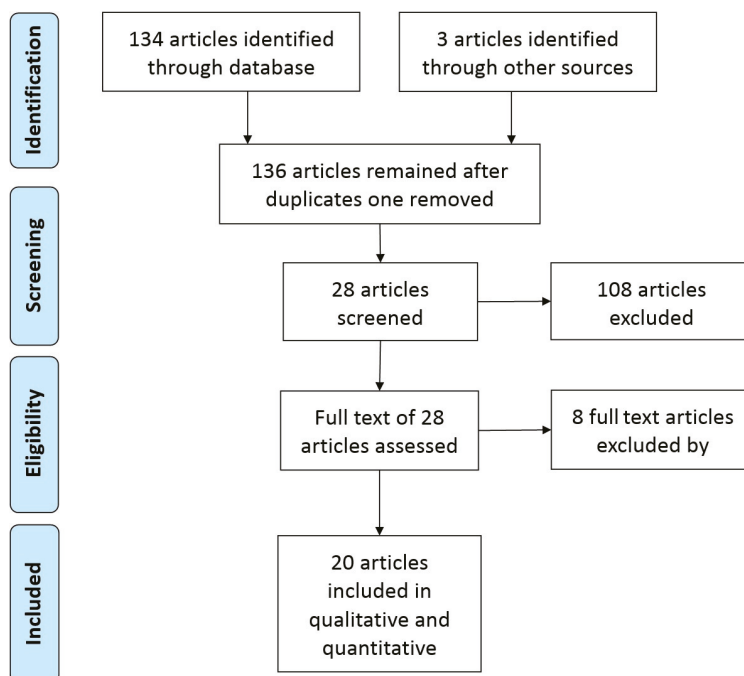 Identification
134 articles identified
through database
3 articles identified
through other sources
136 articles remained after
duplicates one removed
Screening
28 articles
screened
108 articles
excluded
Eligibility
Full text of 28
articles assessed
8 full text articles
excluded by
Included
20 articles
included in
qualitative and
quantitative